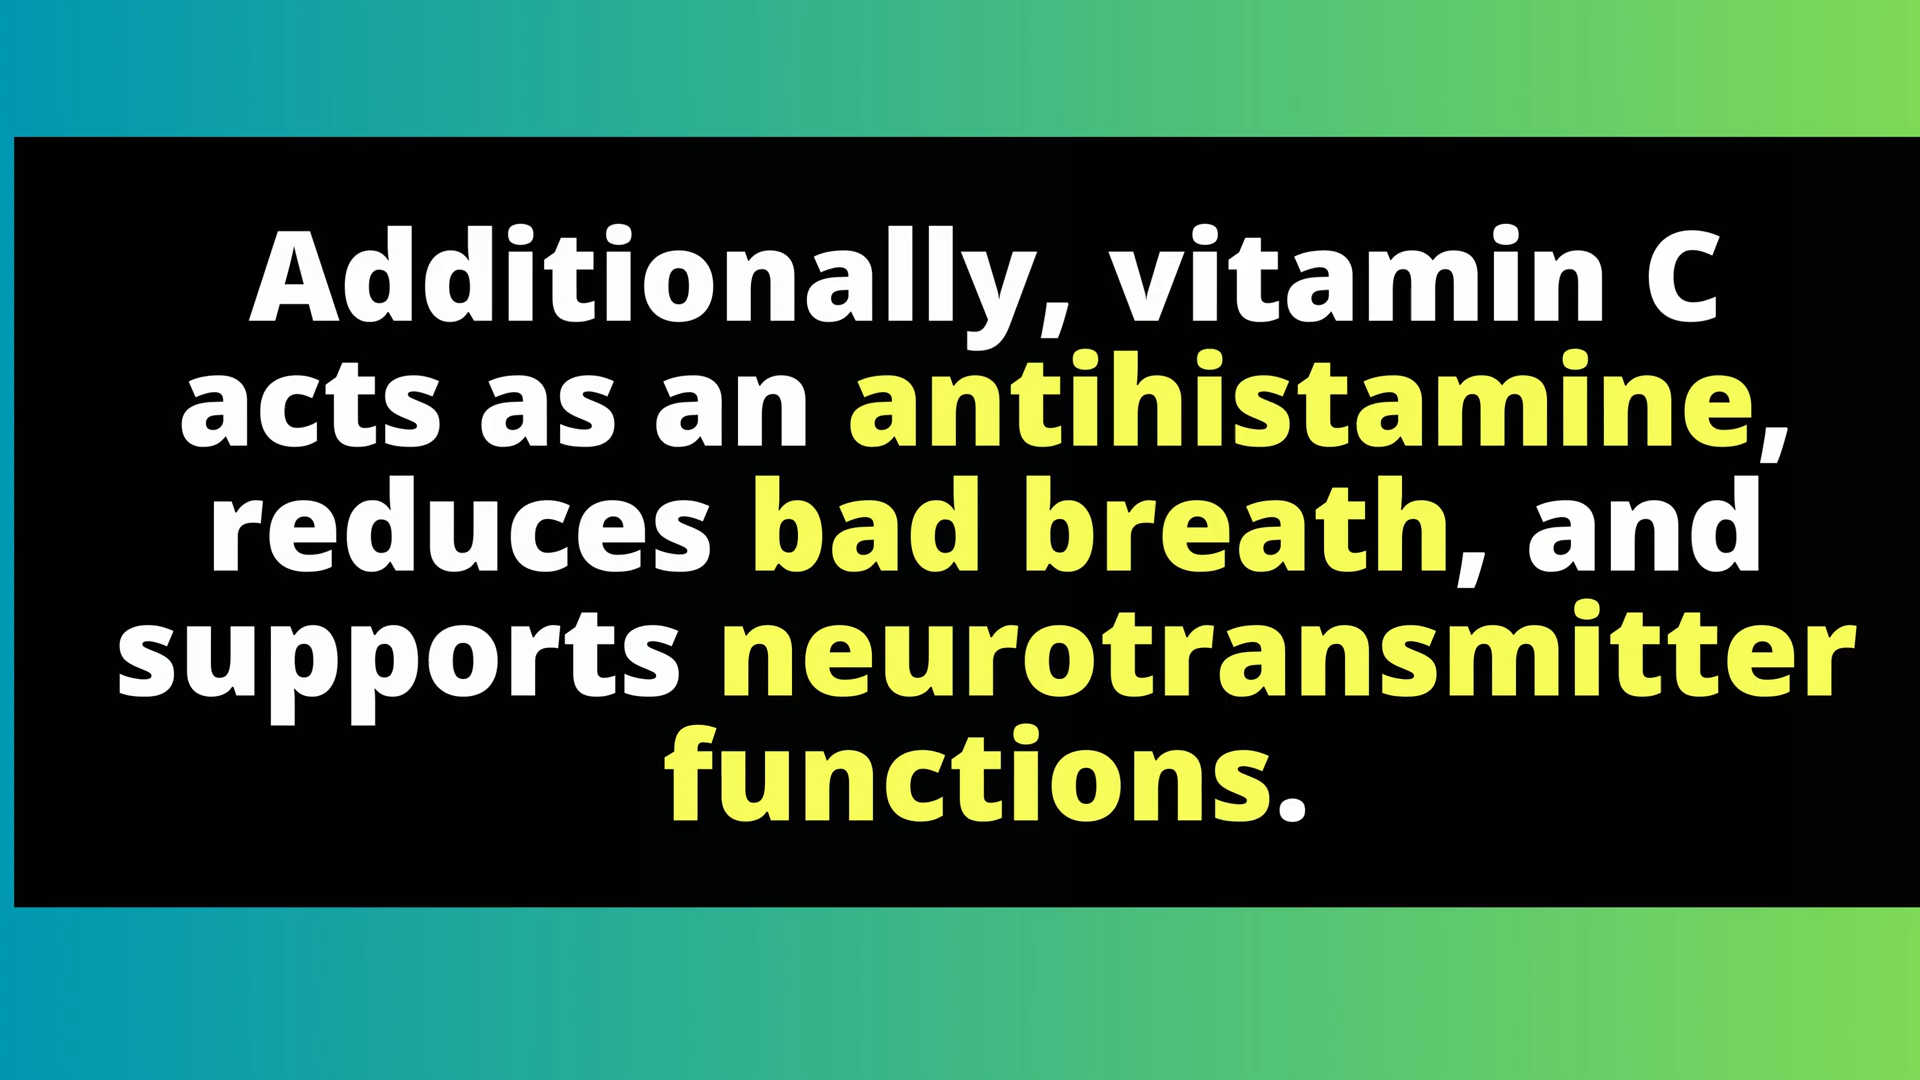 Additionally, vitamin C
acts as an antihistamine,
reduces bad breath, and
supports neurotransmitter
functions.